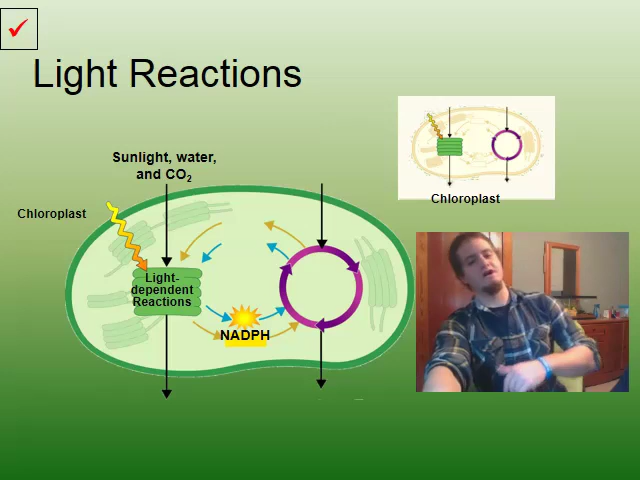 Light Reactions
Sunlight, water,
and CO₂
Chloroplast
Chloroplast
Light-
dependent
Reactions
NADPH